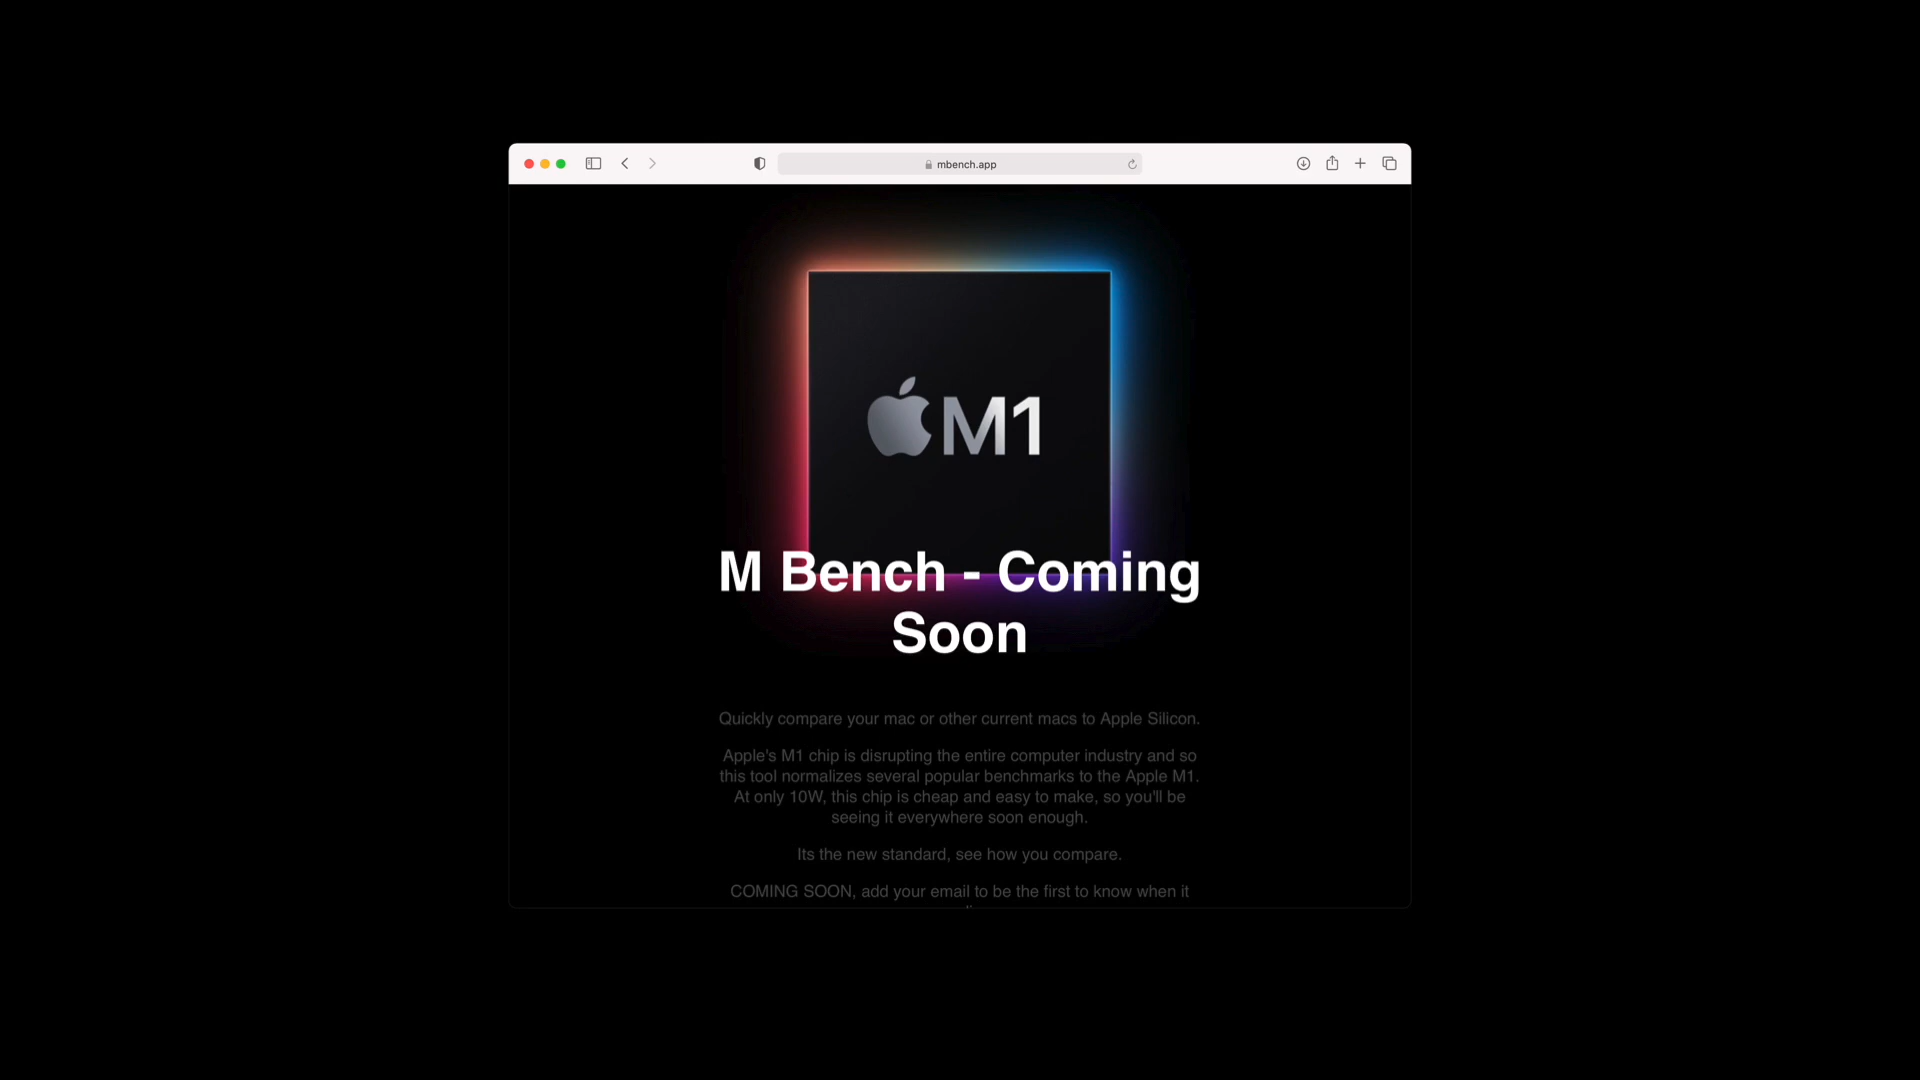 mbench.app
M1
M Bench - Coming
Soon
Quickly compare your mac or other current macs to Apple Silicon.
Apple's M1 chip is disrupting the entire computer industry and so
this tool normalizes several popular benchmarks to the Apple M1.
At only 10W, this chip is cheap and easy to make, so you'll be
seeing it everywhere soon enough.
Its the new standard, see how you compare.
COMING SOON, add your email to be the first to know when it